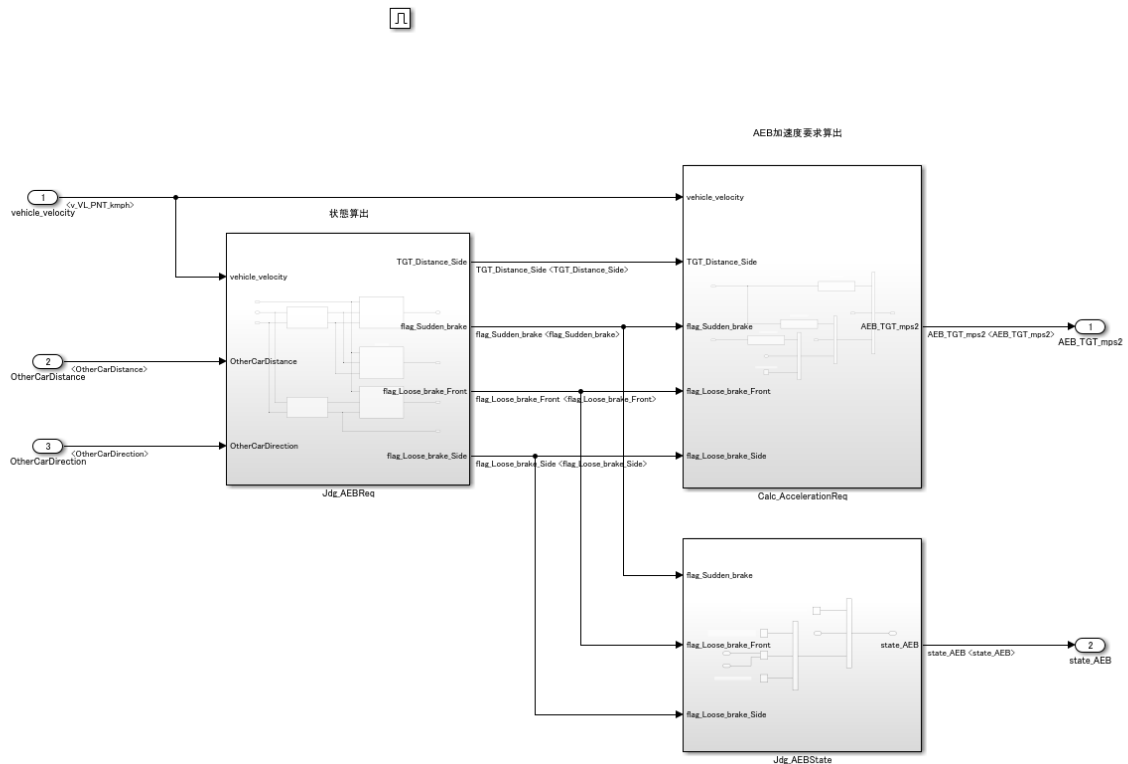 AEB加速度要求算出
1
vehicle_velocity
<v_VL_PNT_kmph>
vehicle_velocity
状態算出
TGT_Distance_Side
TGT_Distance_Side <TGT_Distance_Side>
TGT_Distance_Side
vehicle_velocity
flag_Sudden_brake
flag_Sudden_brake <flag_Sudden_brake>
flag_Sudden_brake
AEB_TGT_mps2
AEB_TGT_mps2 <AEB_TGT_mps2>
1
AEB_TGT_mps2
2
OtherCarDistance
<OtherCarDistance>
OtherCarDistance
flag_Loose_brake_Front
flag_Loose_brake_Front <flag_Loose_brake_Front>
flag_Loose_brake_Front
3
OtherCarDirection
<OtherCarDirection>
OtherCarDirection
flag_Loose_brake_Side
flag_Loose_brake_Side <flag_Loose_brake_Side>
flag_Loose_brake_Side
Jdg_AEBReq
Calc_AccelerationReq
flag_Sudden_brake
flag_Loose_brake_Front
state_AEB
state_AEB <state_AEB>
2
state_AEB
flag_Loose_brake_Side
Jdg_AEBState